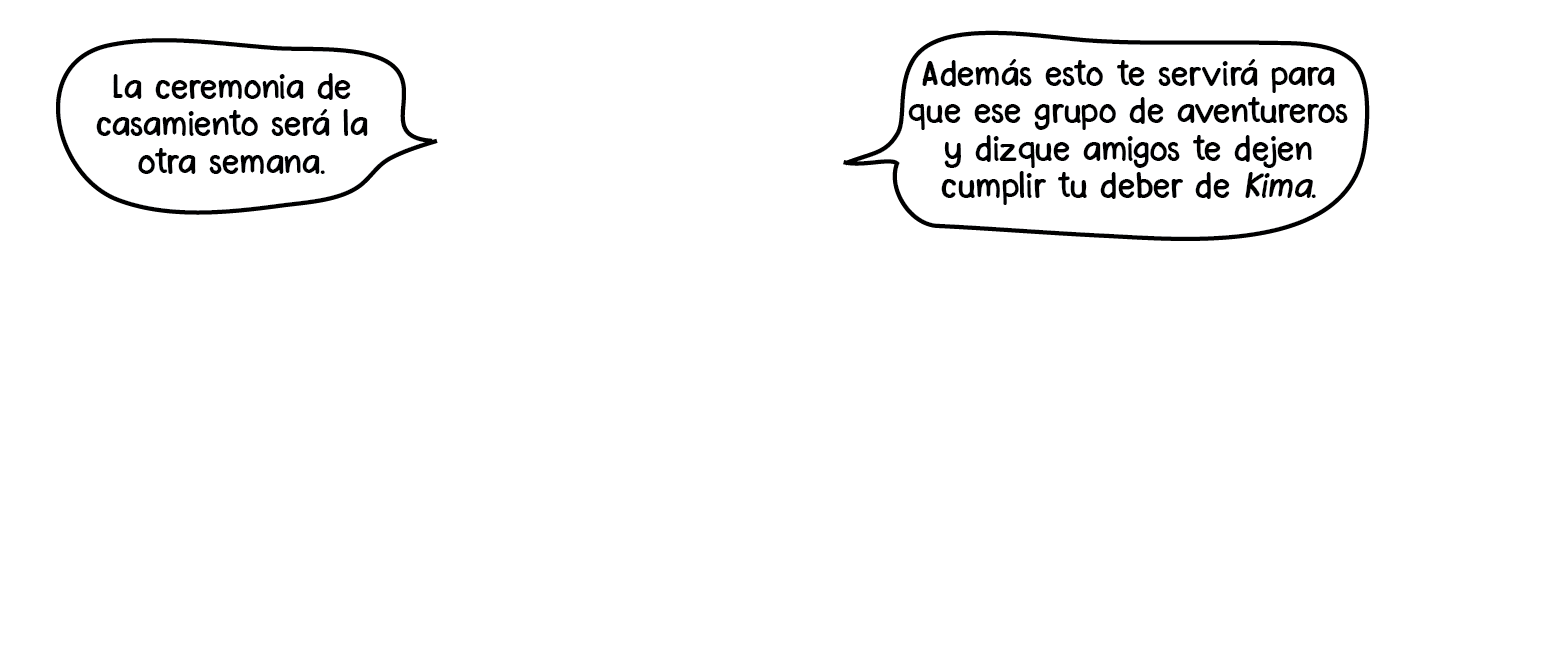 La ceremonia de
casamiento será la
otra semana.
Además esto te servirá para
que ese grupo de aventureros
y dizque amigos te dejen
cumplir tu deber de Kima.